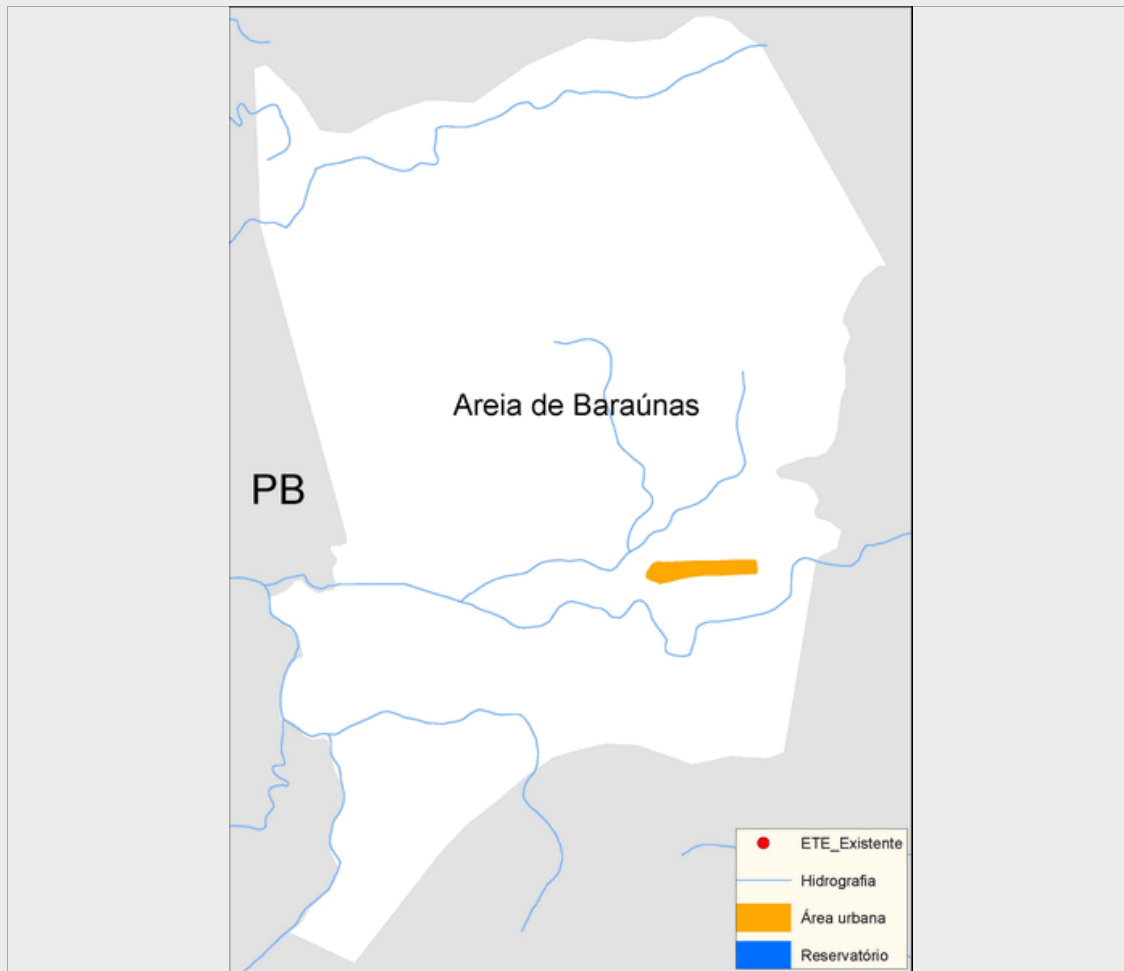 Areia de Baraúnas
PB
ETE_Existente
Hidrografia
Área urbana
Reservatório